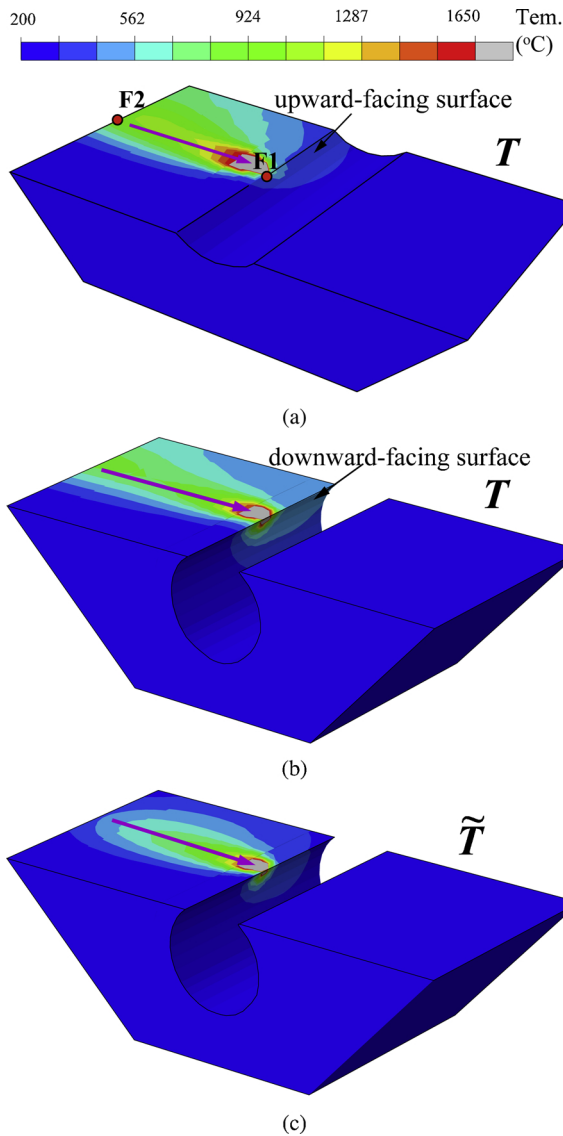 200 562 924 1287 1650 Tem.
(°C)
F2
upward-facing surface
T
F1
(a)
downward-facing surface
T
(b)
T̃
(c)